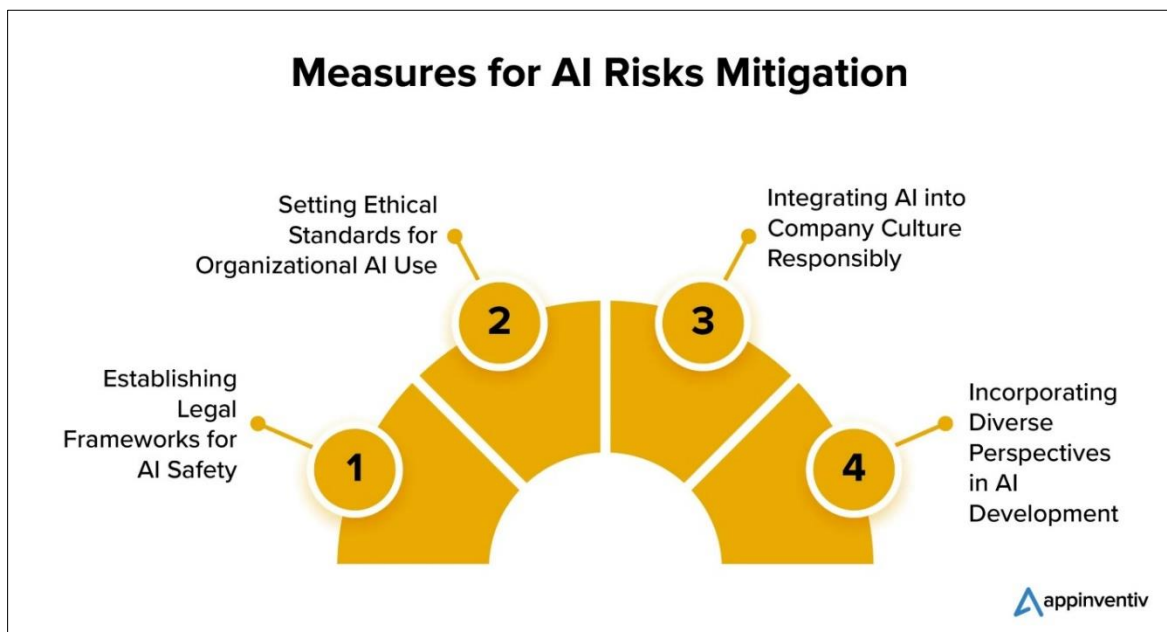 Measures for AI Risks Mitigation
Setting Ethical
Standards for
Organizational AI Use
Integrating AI into
Company Culture
Responsibly
2
3
Establishing
Legal
Frameworks for
AI Safety
1
4
Incorporating
Diverse
Perspectives
in AI
Development
appinventiv